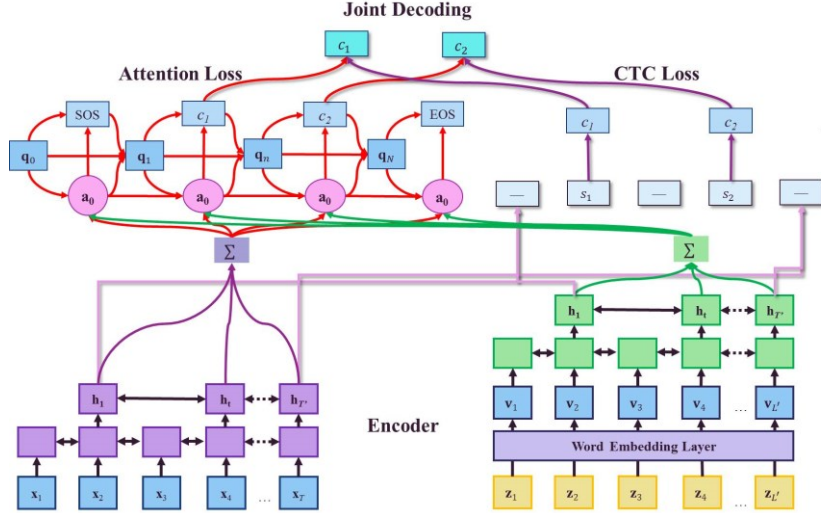 Joint Decoding
c1 c2
Attention Loss CTC Loss
SOS c1 c2 EOS c1 c2
q0 q1 qn qN
a0 a0 a0 a0 — s1 — s2 —
Σ Σ
h1 ht hT'
h1 ht hT'
v1 v2 v3 v4 ... vL'
Encoder
Word Embedding Layer
x1 x2 x3 x4 ... xT
z1 z2 z3 z4 ... zL'